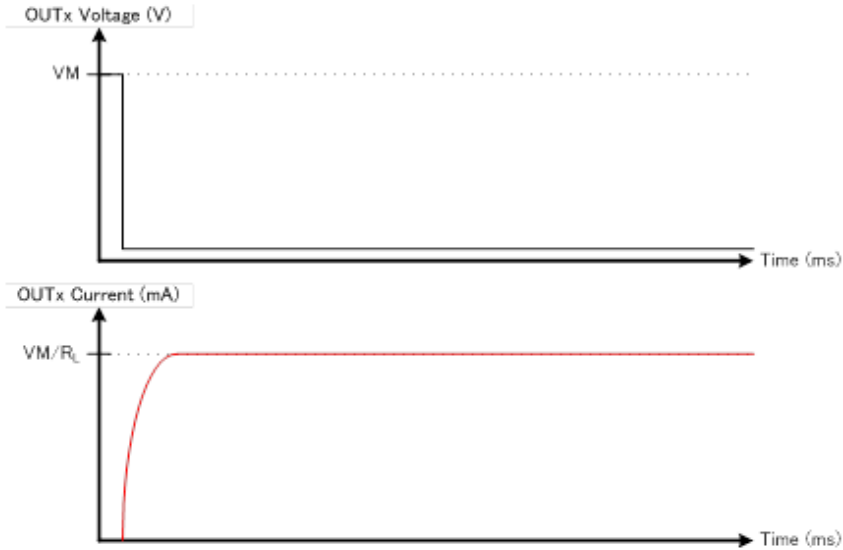 OUTx Voltage (V)
VM
Time (ms)
OUTx Current (mA)
VM/RL
Time (ms)